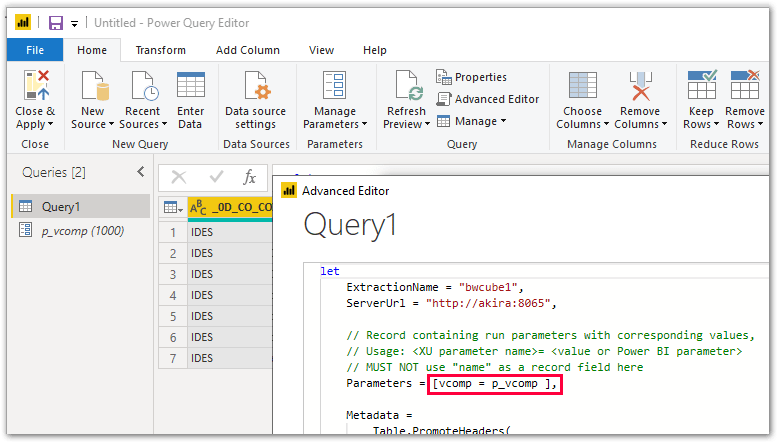 Untitled - Power Query Editor
File Home Transform Add Column View Help
Close & Apply New Source Recent Sources Enter Data Data source settings Manage Parameters Refresh Preview Properties Advanced Editor Manage Choose Columns Remove Columns Keep Rows Remove Rows
Close New Query Data Sources Parameters Query Manage Columns Reduce Rows
Queries [2]
fx
Query1
p_vcomp (1000)
ABC _0D_CO_CO
1 IDES
2 IDES
3 IDES
4 IDES
5 IDES
6 IDES
7 IDES
Advanced Editor
Query1
let
ExtractionName = "bwcube1",
ServerUrl = "http://akira:8065",
// Record containing run parameters with corresponding values,
// Usage: <XU parameter name>= <value or Power BI parameter>
// MUST NOT use "name" as a record field here
Parameters = [vcomp = p_vcomp ],
Metadata =
Table.PromoteHeaders(